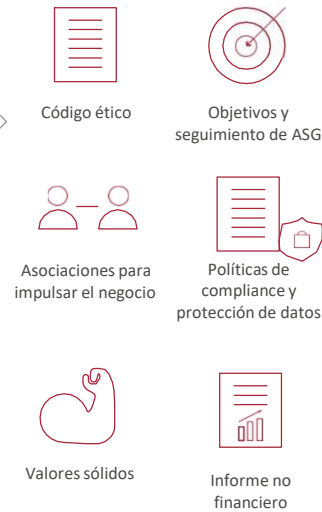 Código ético
Objetivos y
seguimiento de ASG
Asociaciones para
impulsar el negocio
Políticas de
compliance y
protección de datos
Valores sólidos
Informe no
financiero